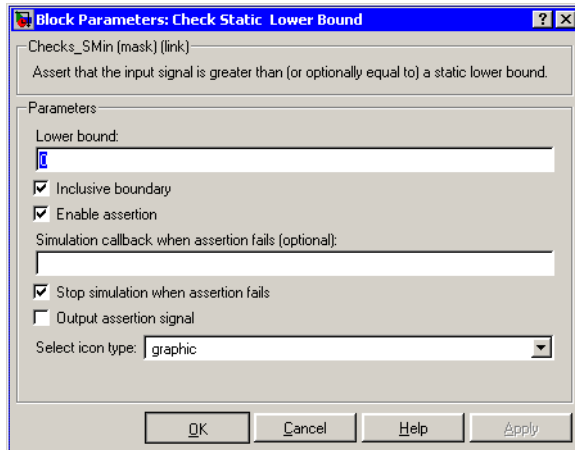 Block Parameters: Check Static Lower Bound
Checks_SMin (mask) (link)
Assert that the input signal is greater than (or optionally equal to) a static lower bound.
Parameters
Lower bound:
0
Inclusive boundary
Enable assertion
Simulation callback when assertion fails (optional):
Stop simulation when assertion fails
Output assertion signal
Select icon type: graphic
OK Cancel Help Apply